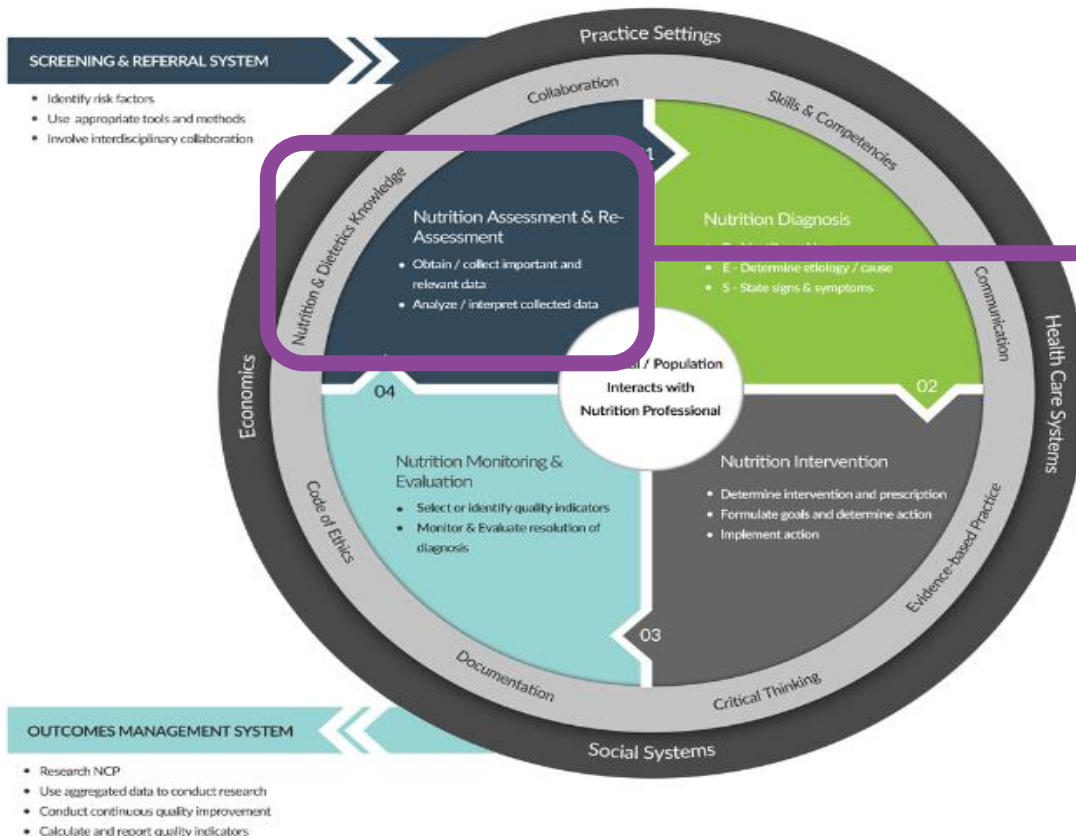 Practice Settings
SCREENING & REFERRAL SYSTEM
• Identify risk factors
• Use appropriate tools and methods
• Involve interdisciplinary collaboration
Collaboration
Skills & Competencies
Nutrition & Dietetics Knowledge
Communication
Economics
Health Care Systems
Nutrition Assessment & Re-
Assessment
• Obtain / collect important and
relevant data
• Analyze / interpret collected data
Nutrition Diagnosis
• E - Determine etiology / cause
• S - State signs & symptoms
/ Population
Interacts with
Nutrition Professional
04
02
Nutrition Monitoring &
Evaluation
• Select or identify quality indicators
• Monitor & Evaluate resolution of
diagnosis
Nutrition Intervention
• Determine intervention and prescription
• Formulate goals and determine action
• Implement action
Code of Ethics
Evidence-based Practice
03
Documentation
Critical Thinking
Social Systems
OUTCOMES MANAGEMENT SYSTEM
• Research NCP
• Use aggregated data to conduct research
• Conduct continuous quality improvement
• Calculate and report quality indicators